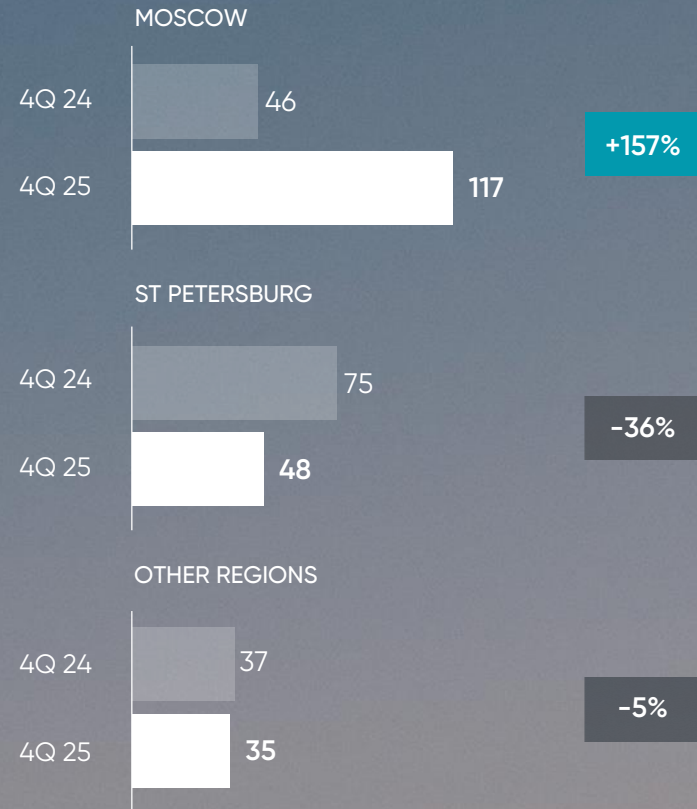 MOSCOW
4Q 24
46
+157%
4Q 25
117
ST PETERSBURG
4Q 24
75
-36%
4Q 25
48
OTHER REGIONS
4Q 24
37
-5%
4Q 25
35